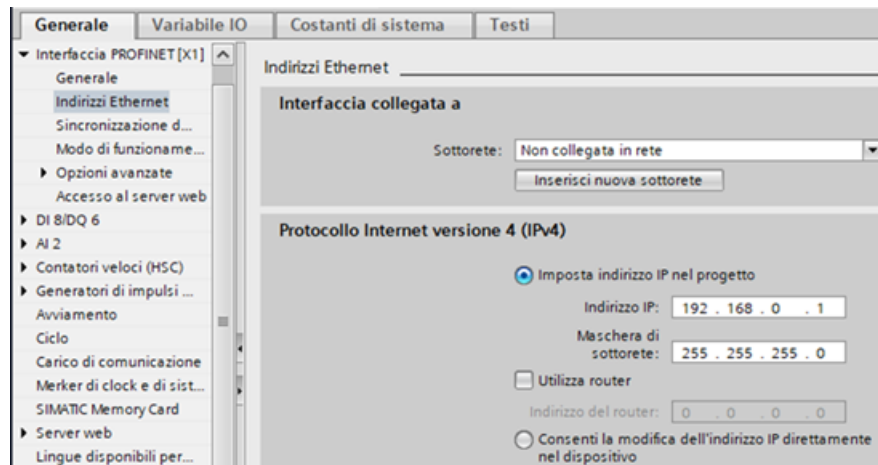 Generale Variabile IO Costanti di sistema Testi
Interfaccia PROFINET [X1]
Generale
Indirizzi Ethernet
Sincronizzazione d...
Modo di funzioname...
Opzioni avanzate
Accesso al server web
DI 8/DQ 6
AI 2
Contatori veloci (HSC)
Generatori di impulsi ...
Avviamento
Ciclo
Carico di comunicazione
Merker di clock e di sist...
SIMATIC Memory Card
Server web
Lingue disponibili per...
Indirizzi Ethernet
Interfaccia collegata a
Sottorete: Non collegata in rete
Inserisci nuova sottorete
Protocollo Internet versione 4 (IPv4)
Imposta indirizzo IP nel progetto
Indirizzo IP: 192 . 168 . 0 . 1
Maschera di
sottorete: 255 . 255 . 255 . 0
Utilizza router
Indirizzo del router: 0 . 0 . 0 . 0
Consenti la modifica dell'indirizzo IP direttamente
nel dispositivo